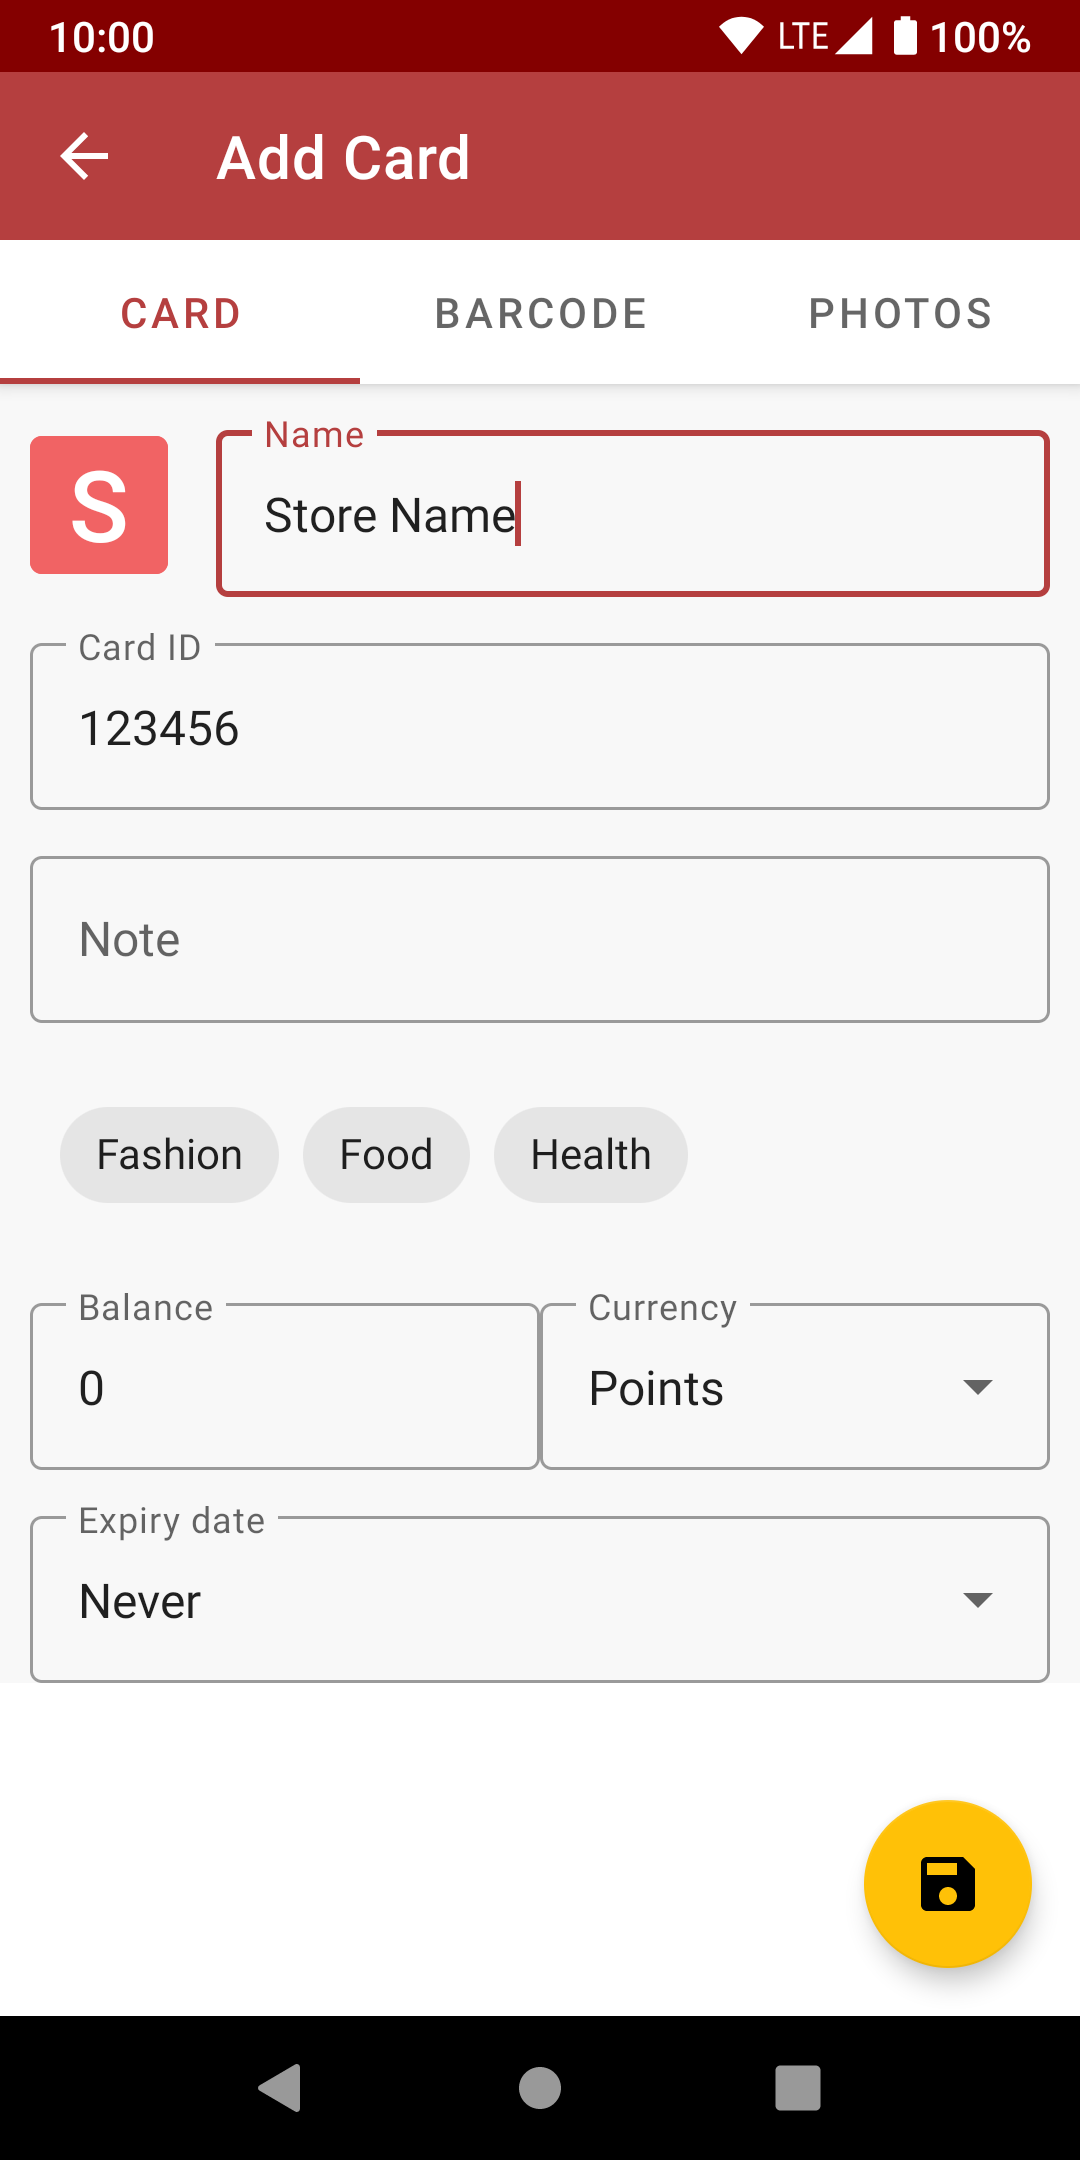 10:00 LTE 100%
Add Card
CARD BARCODE PHOTOS
Name
S Store Name
Card ID
123456
Note
Fashion Food Health
Balance Currency
0 Points
Expiry date
Never